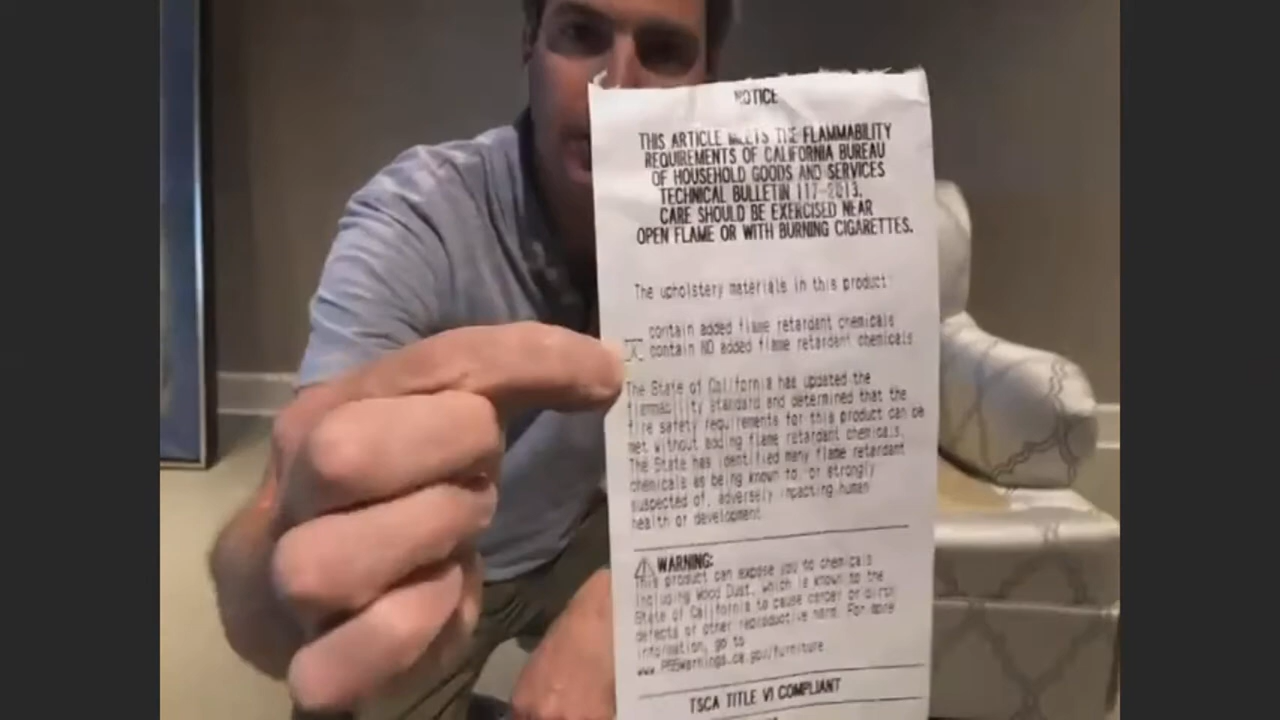 NOTICE
THIS ARTICLE MEETS THE FLAMMABILITY
REQUIREMENTS OF CALIFORNIA BUREAU
OF HOUSEHOLD GOODS AND SERVICES
TECHNICAL BULLETIN 117-2013.
CARE SHOULD BE EXERCISED NEAR
OPEN FLAME OR WITH BURNING CIGARETTES.
The upholstery materials in this product:
contain added flame retardant chemicals
X contain NO added flame retardant chemicals
The State of California has updated the
flammability standard and determined that the
fire safety requirements for this product can be
met without adding flame retardant chemicals.
The State has identified many flame retardant
chemicals as being known to, or strongly
suspected of, adversely impacting human
health or development.
WARNING:
This product can expose you to chemicals
including Wood Dust, which is known to the
State of California to cause cancer or birth
defects or other reproductive harm. For more
information, go to
www.P65warnings.ca.gov/furniture
TSCA TITLE VI COMPLIANT